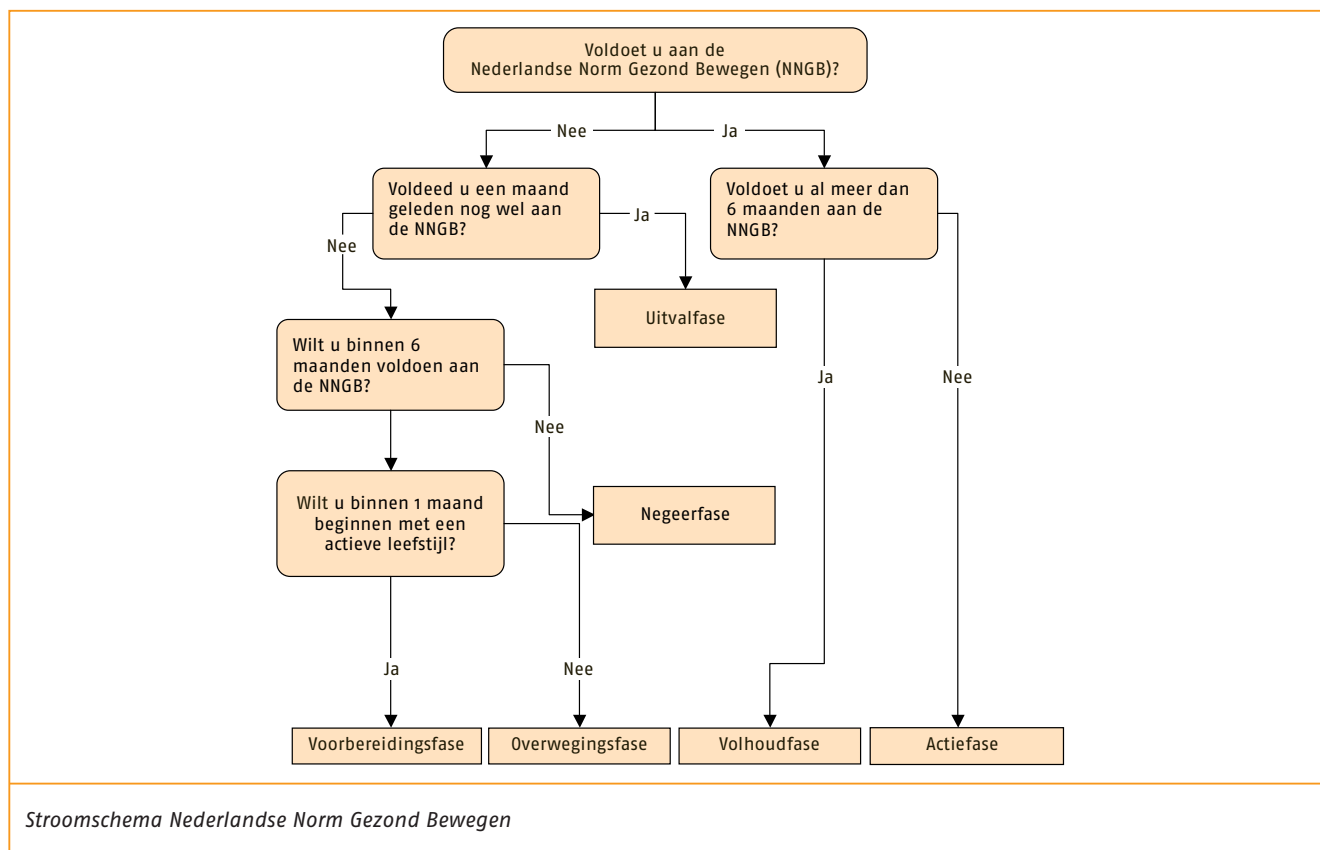 Voldoet u aan de
Nederlandse Norm Gezond Bewegen (NNGB)?
Nee
Ja
Voldeed u een maand
geleden nog wel aan
de NNGB?
Voldoet u al meer dan
6 maanden aan de
NNGB?
Ja
Nee
Uitvalfase
Wilt u binnen 6
maanden voldoen aan
de NNGB?
Ja
Nee
Nee
Wilt u binnen 1 maand
beginnen met een
actieve leefstijl?
Negeerfase
Ja
Nee
Voorbereidingsfase
Overwegingsfase
Volhoudfase
Actiefase
Stroomschema Nederlandse Norm Gezond Bewegen